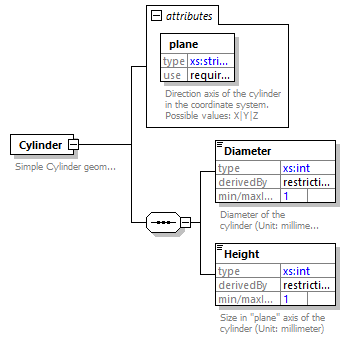 attributes
plane
type xs:stri...
use requir...
Direction axis of the cylinder
in the coordinate system.
Possible values: X|Y|Z
Cylinder
Simple Cylinder geom...
Diameter
type xs:int
derivedBy restricti...
min/maxI... 1
Diameter of the
cylinder (Unit: millime...
Height
type xs:int
derivedBy restricti...
min/maxI... 1
Size in "plane" axis of the
cylinder (Unit: millimeter)